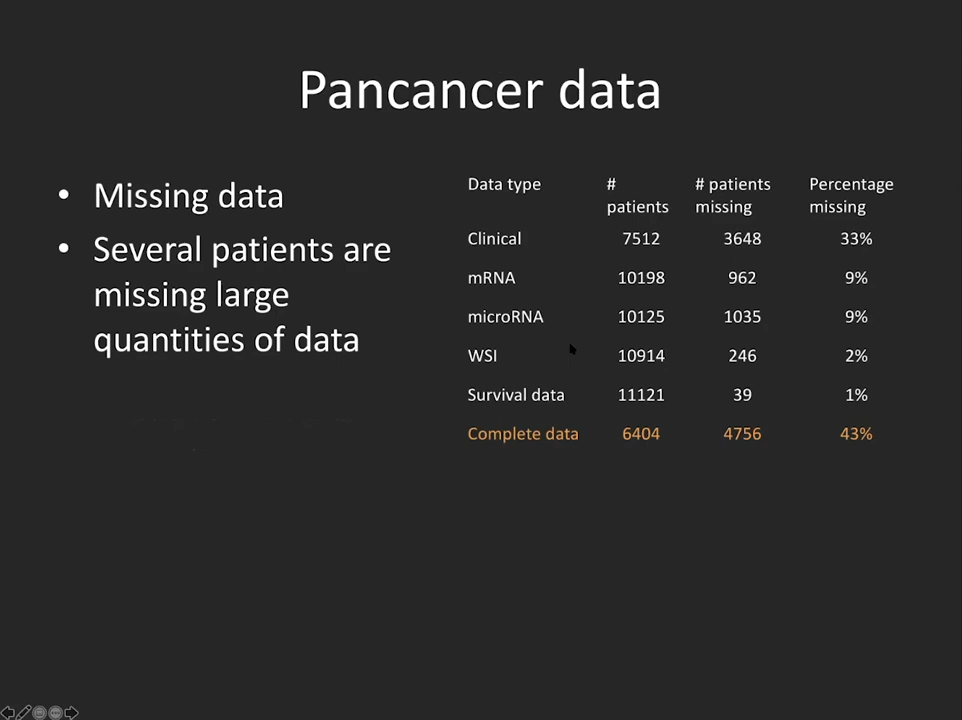 Pancancer data
• Missing data
• Several patients are
missing large
quantities of data
Data type # patients # patients missing Percentage missing
Clinical 7512 3648 33%
mRNA 10198 962 9%
microRNA 10125 1035 9%
WSI 10914 246 2%
Survival data 11121 39 1%
Complete data 6404 4756 43%